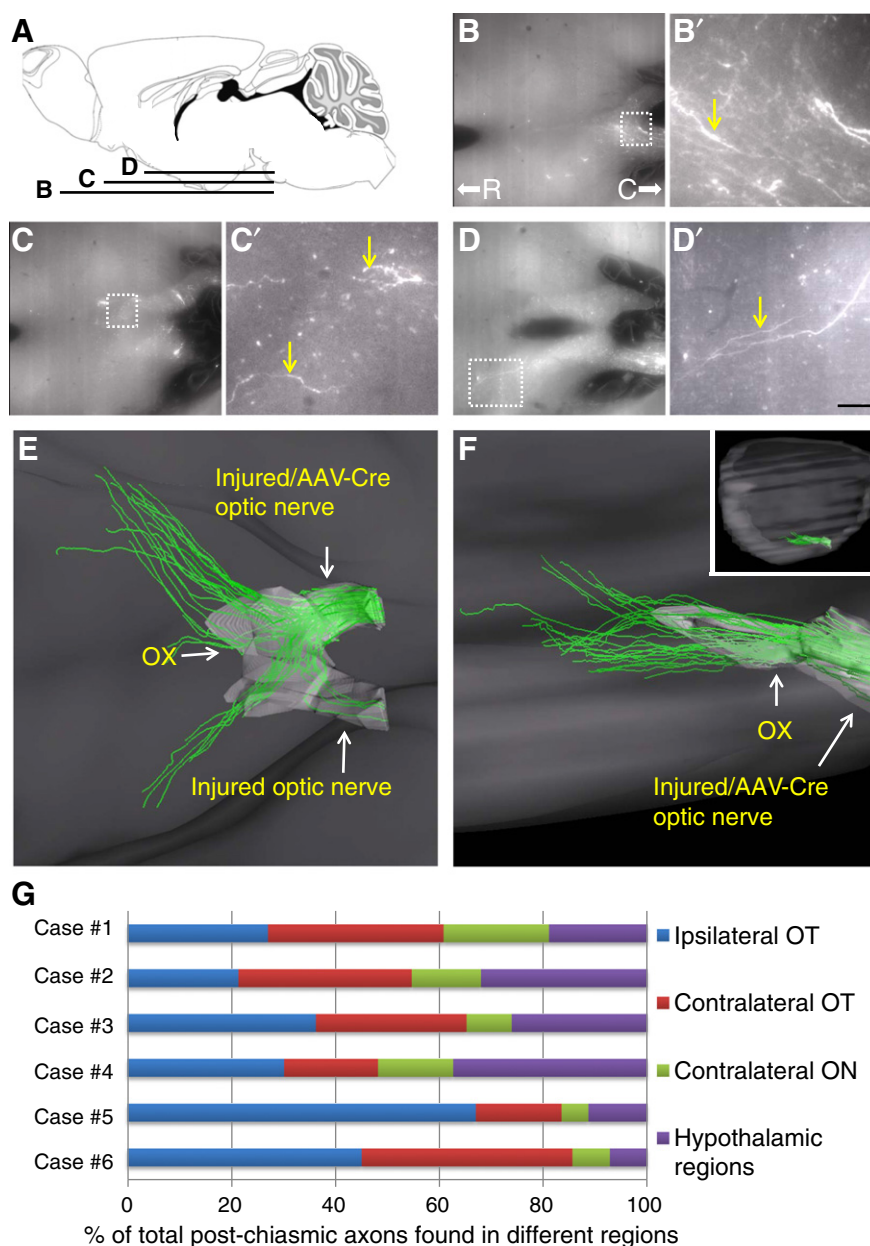 A
D
C
B
B
B′
R
C
C
C′
D
D′
E
Injured/AAV-Cre
optic nerve
OX
Injured optic nerve
F
OX
Injured/AAV-Cre
optic nerve
G
Case #1
Case #2
Case #3
Case #4
Case #5
Case #6
0 20 40 60 80 100
% of total post-chiasmic axons found in different regions
Ipsilateral OT
Contralateral OT
Contralateral ON
Hypothalamic
regions